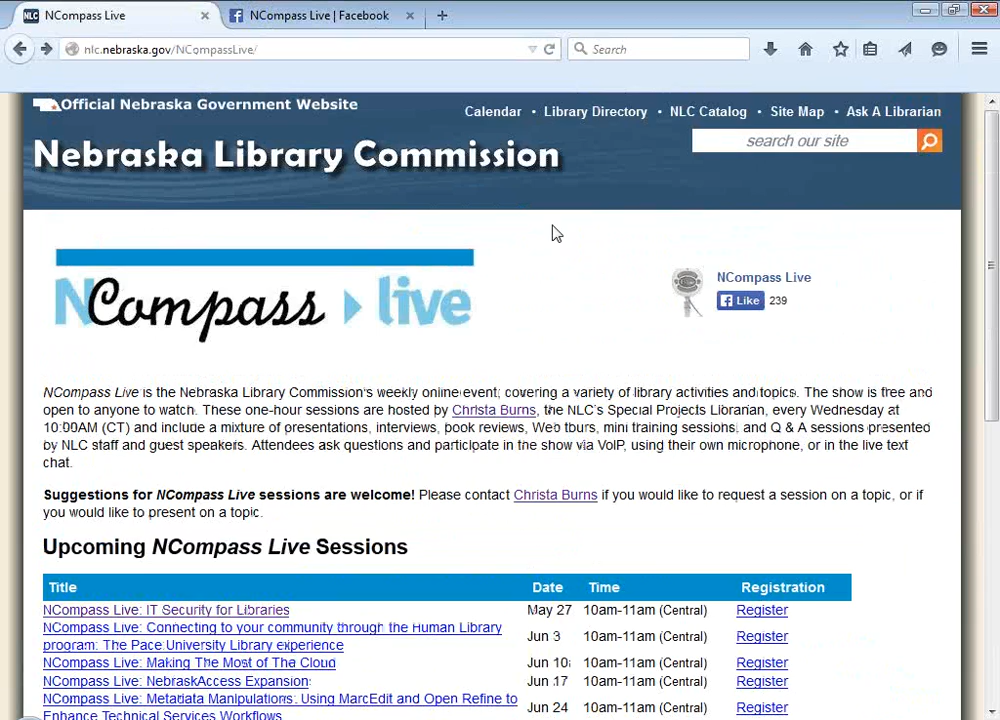 NLC NCompass Live
NCompass Live | Facebook
nlc.nebraska.gov/NCompassLive/
Search
Official Nebraska Government Website
Calendar • Library Directory • NLC Catalog • Site Map • Ask A Librarian
Nebraska Library Commission
search our site
NCompass live
NCompass Live
Like 239
NCompass Live is the Nebraska Library Commission's weekly online event; covering a variety of library activities and topics. The show is free and
open to anyone to watch. These one-hour sessions are hosted by Christa Burns, the NLC's Special Projects Librarian, every Wednesday at
10:00AM (CT) and include a mixture of presentations, interviews, book reviews, Web tours, mini training sessions, and Q & A sessions presented
by NLC staff and guest speakers. Attendees ask questions and participate in the show via VoIP, using their own microphone, or in the live text
chat.
Suggestions for NCompass Live sessions are welcome! Please contact Christa Burns if you would like to request a session on a topic, or if
you would like to present on a topic.
Upcoming NCompass Live Sessions
Title Date Time Registration
NCompass Live: IT Security for Libraries May 27 10am-11am (Central) Register
NCompass Live: Connecting to your community through the Human Library
program: The Pace University Library experience Jun 3 10am-11am (Central) Register
NCompass Live: Making The Most of The Cloud Jun 10 10am-11am (Central) Register
NCompass Live: NebraskAccess Expansion Jun 17 10am-11am (Central) Register
NCompass Live: Metadata Manipulations: Using MarcEdit and Open Refine to
Enhance Technical Services Workflows Jun 24 10am-11am (Central) Register